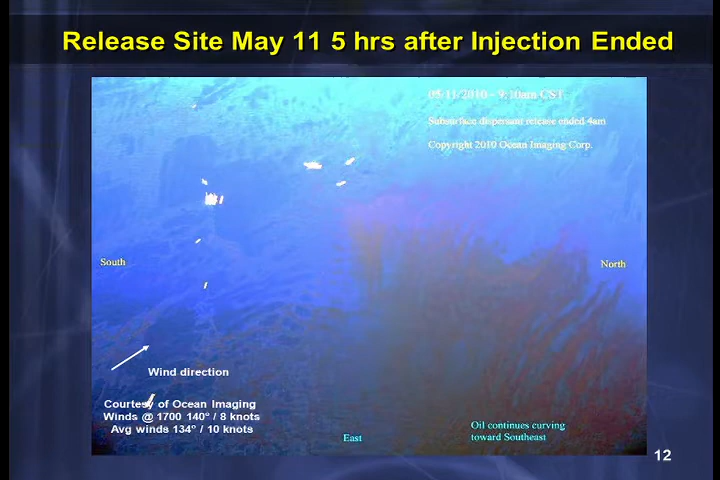 Release Site May 11 5 hrs after Injection Ended
05/11/2010 - 9:10am CST
Subsurface dispersant release ended 4am
Copyright 2010 Ocean Imaging Corp.
South
North
Wind direction
Courtesy of Ocean Imaging
Winds @ 1700 140° / 8 knots
Avg winds 134° / 10 knots
East
Oil continues curving
toward Southeast
12